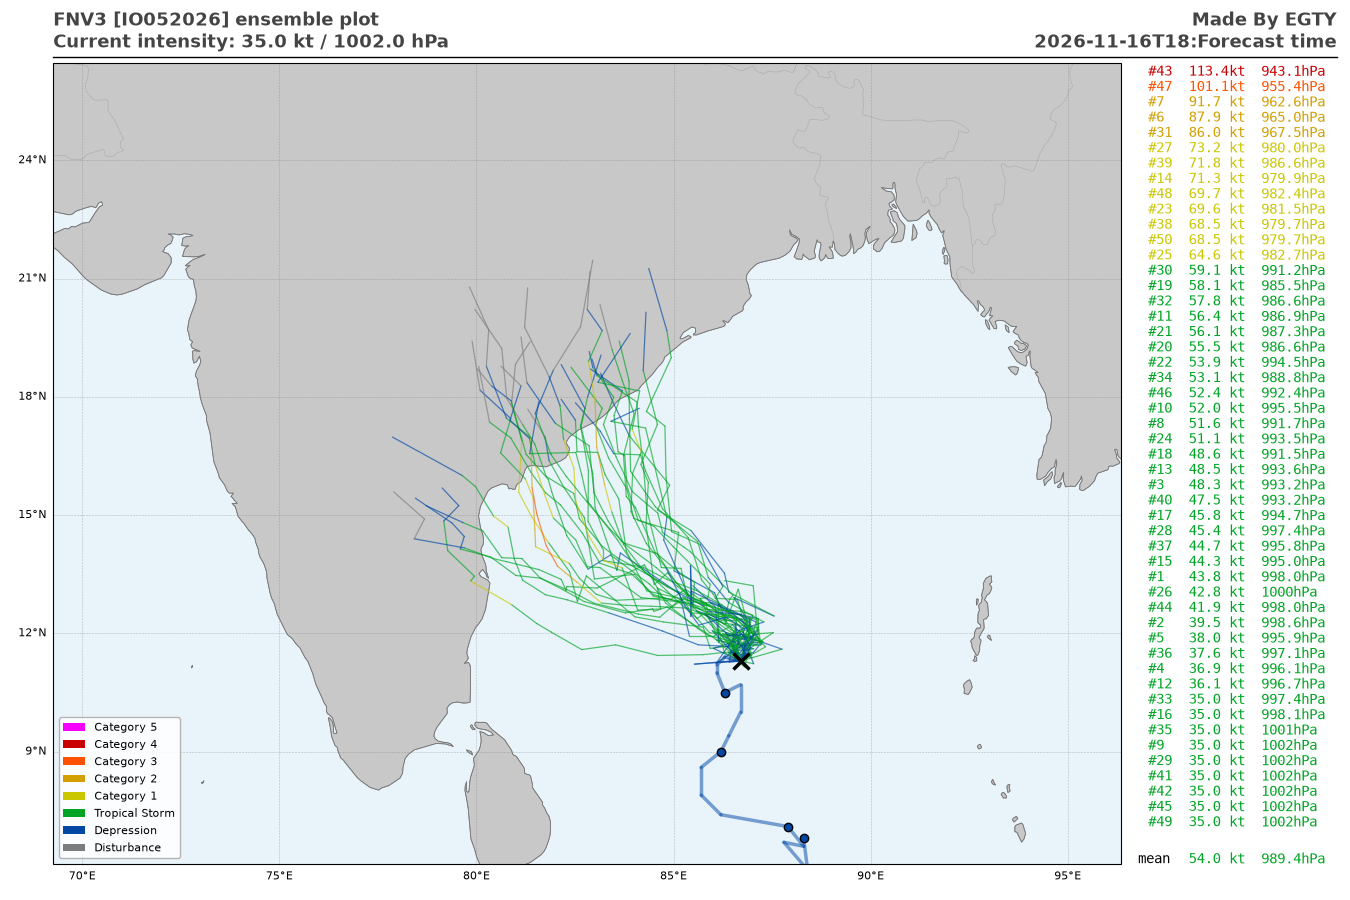 FNV3 [IO052026] ensemble plot
Current intensity: 35.0 kt / 1002.0 hPa
Made By EGTY
2026-11-16T18:Forecast time
#43 113.4kt 943.1hPa
#47 101.1kt 955.4hPa
#7 91.7 kt 962.6hPa
#6 87.9 kt 965.0hPa
#31 86.0 kt 967.5hPa
#27 73.2 kt 980.0hPa
#39 71.8 kt 986.6hPa
#14 71.3 kt 979.9hPa
#48 69.7 kt 982.4hPa
#23 69.6 kt 981.5hPa
#38 68.5 kt 979.7hPa
#50 68.5 kt 979.7hPa
#25 64.6 kt 982.7hPa
#30 59.1 kt 991.2hPa
#19 58.1 kt 985.5hPa
#32 57.8 kt 986.6hPa
#11 56.4 kt 986.9hPa
#21 56.1 kt 987.3hPa
#20 55.5 kt 986.6hPa
#22 53.9 kt 994.5hPa
#34 53.1 kt 988.8hPa
#46 52.4 kt 992.4hPa
#10 52.0 kt 995.5hPa
#8 51.6 kt 991.7hPa
#24 51.1 kt 993.5hPa
#18 48.6 kt 991.5hPa
#13 48.5 kt 993.6hPa
#3 48.3 kt 993.2hPa
#40 47.5 kt 993.2hPa
#17 45.8 kt 994.7hPa
#28 45.4 kt 997.4hPa
#37 44.7 kt 995.8hPa
#15 44.3 kt 995.0hPa
#1 43.8 kt 998.0hPa
#26 42.8 kt 1000hPa
#44 41.9 kt 998.0hPa
#2 39.5 kt 998.6hPa
#5 38.0 kt 995.9hPa
#36 37.6 kt 997.1hPa
#4 36.9 kt 996.1hPa
#12 36.1 kt 996.7hPa
#33 35.0 kt 997.4hPa
#16 35.0 kt 998.1hPa
#35 35.0 kt 1001hPa
#9 35.0 kt 1002hPa
#29 35.0 kt 1002hPa
#41 35.0 kt 1002hPa
#42 35.0 kt 1002hPa
#45 35.0 kt 1002hPa
#49 35.0 kt 1002hPa
mean 54.0 kt 989.4hPa
24°N
21°N
18°N
15°N
12°N
9°N
Category 5
Category 4
Category 3
Category 2
Category 1
Tropical Storm
Depression
Disturbance
70°E
75°E
80°E
85°E
90°E
95°E